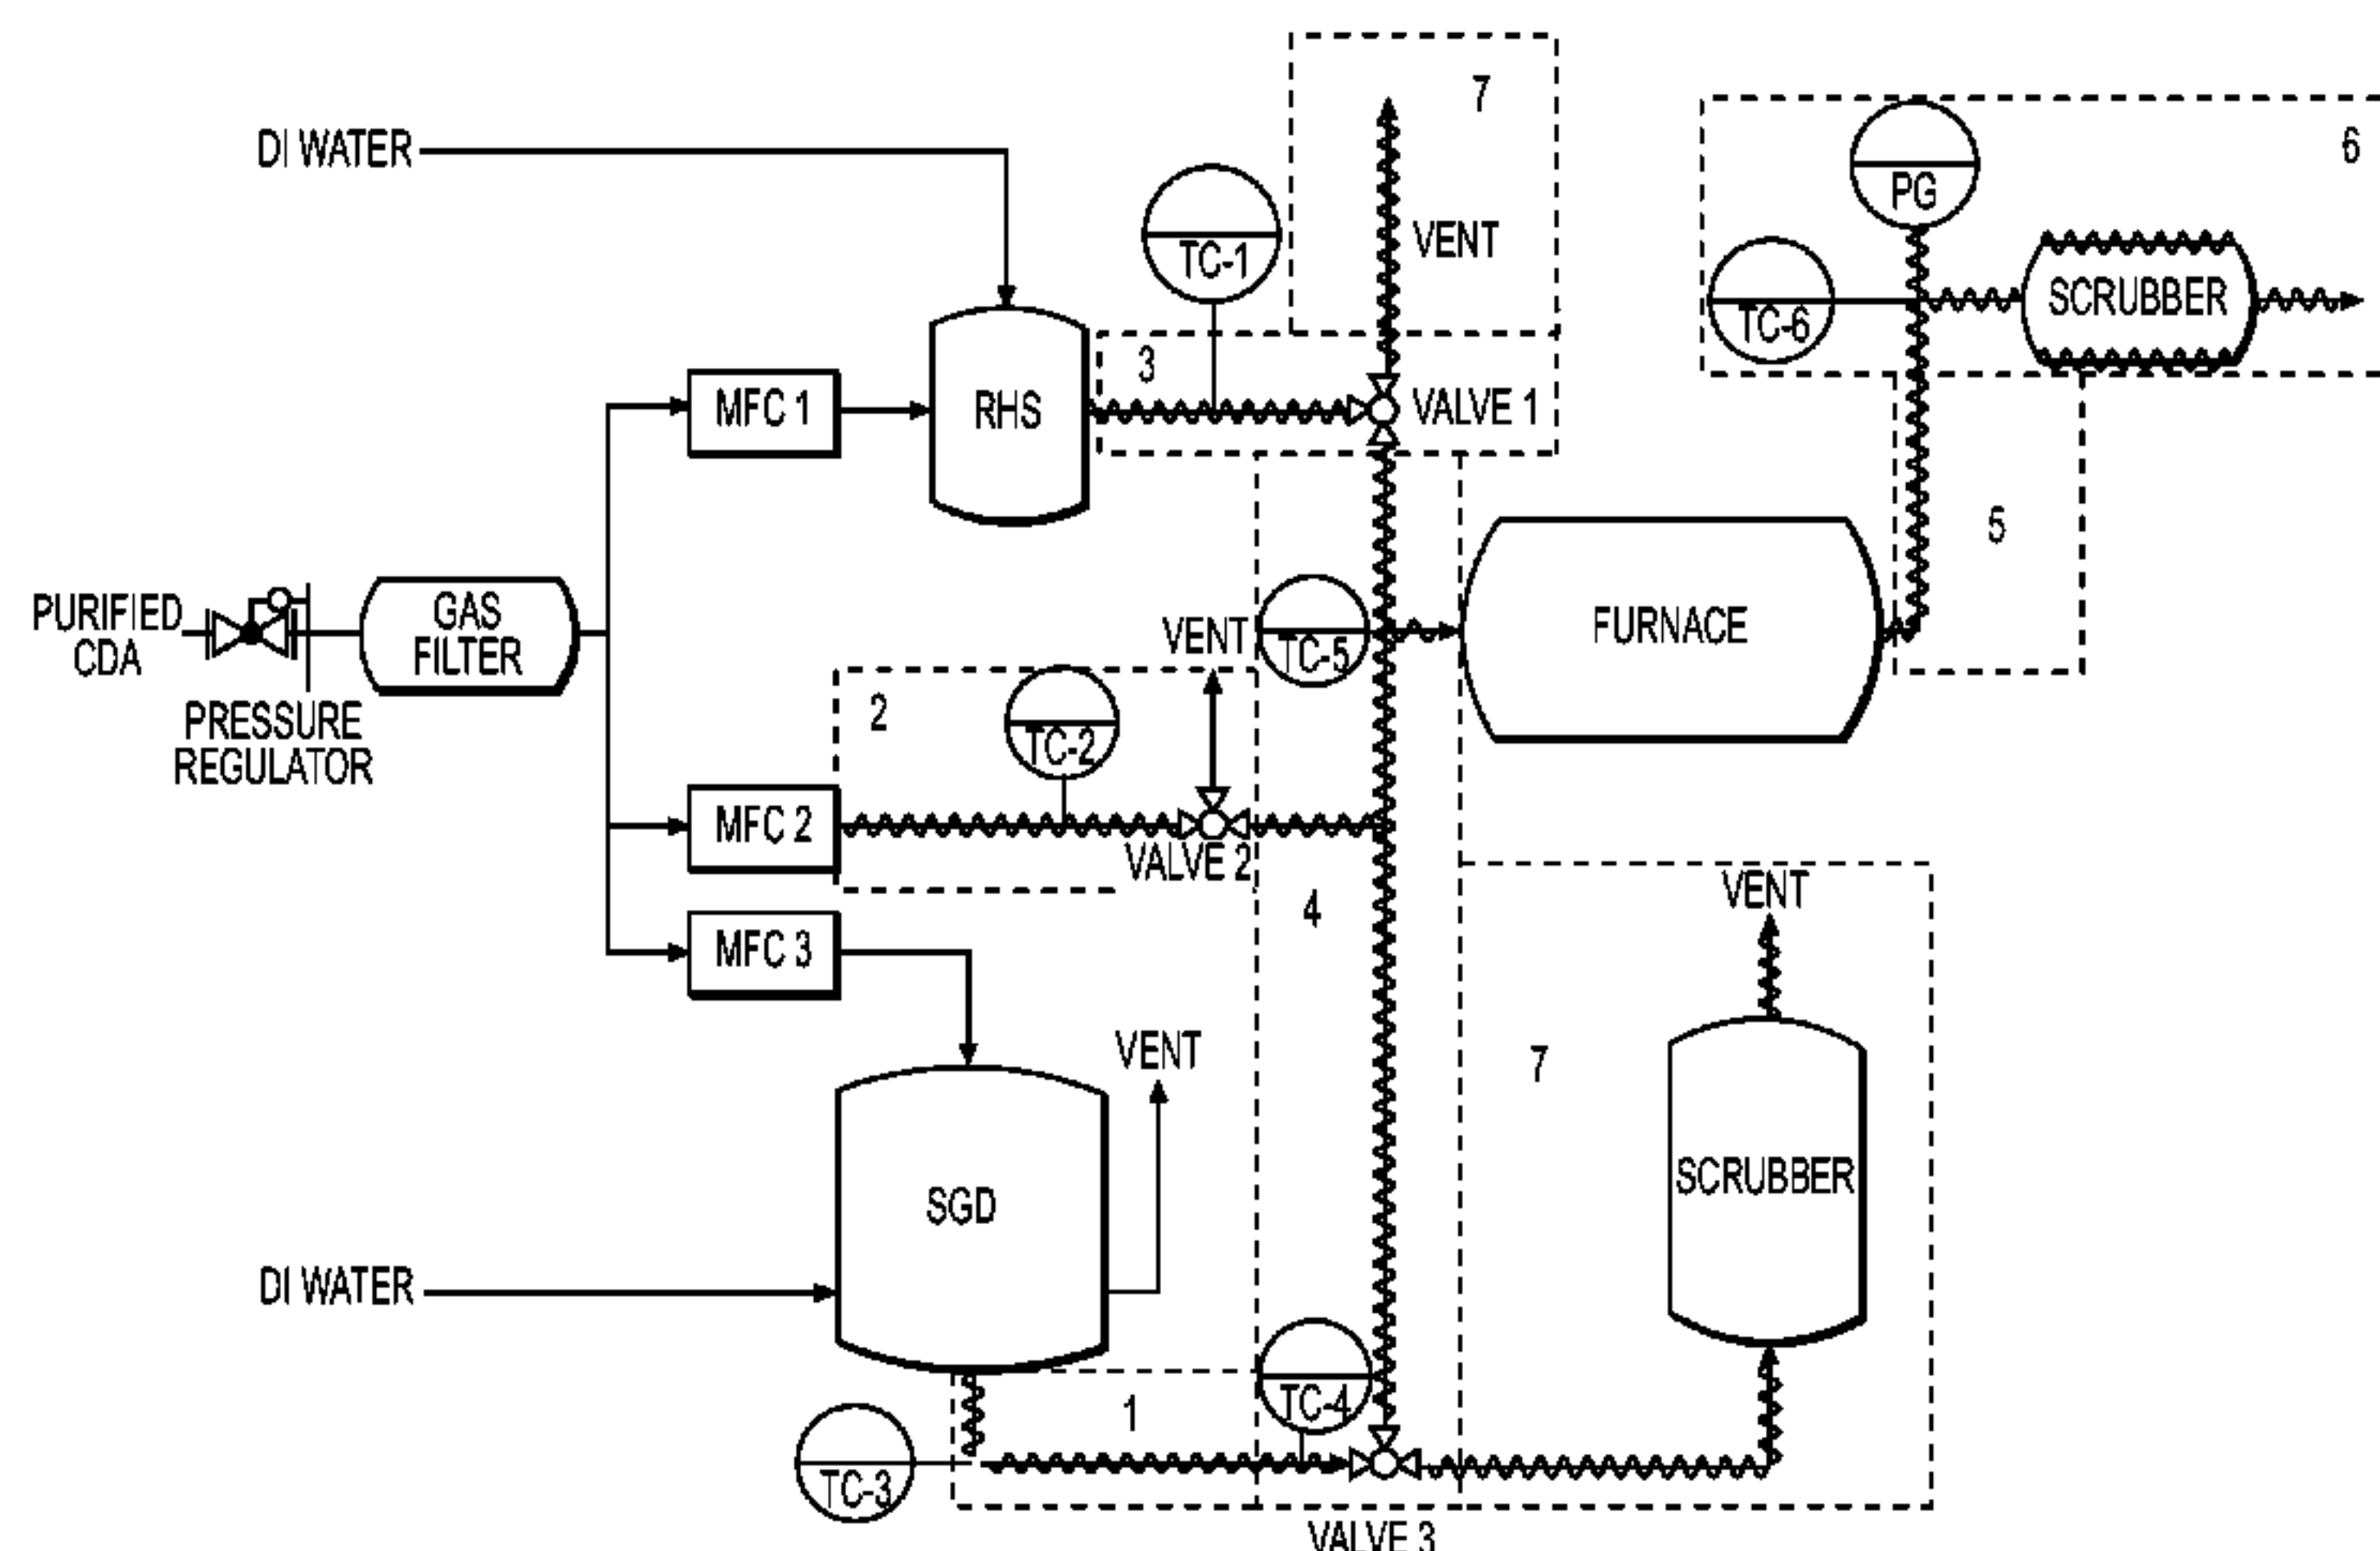 7
6
DI WATER
PG
TC-1
VENT
SCRUBBER
TC-6
3
MFC 1
RHS
VALVE 1
5
PURIFIED
CDA
GAS
FILTER
VENT
TC-5
FURNACE
PRESSURE
REGULATOR
2
TC-2
MFC 2
VALVE 2
VENT
4
MFC 3
VENT
7
SGD
SCRUBBER
DI WATER
1
TC-4
TC-3
VALVE 3